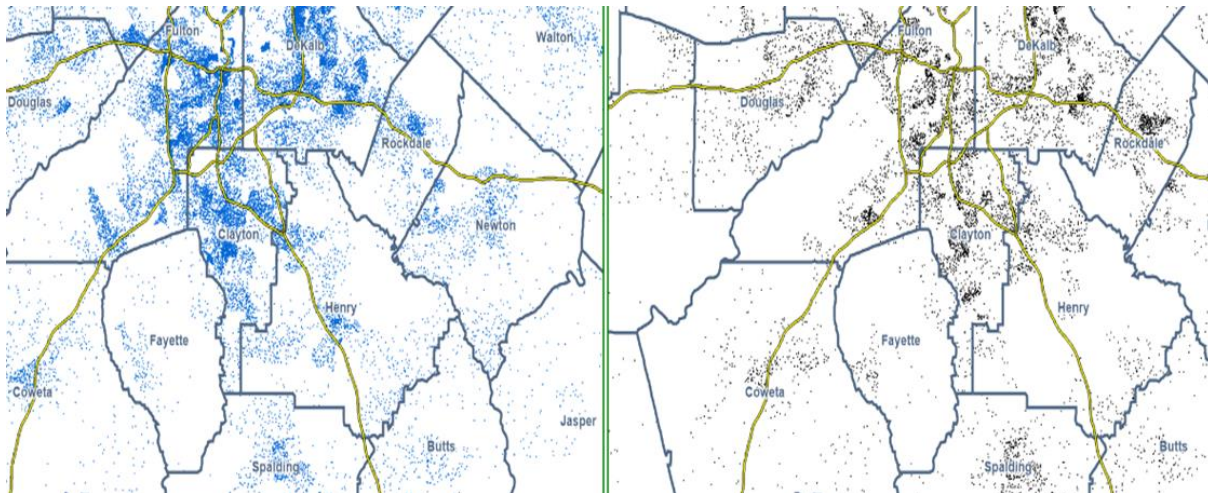 Fulton
DeKalb
Walton
Douglas
Rockdale
Clayton
Newton
Henry
Fayette
Coweta
Jasper
Butts
Spalding
Fulton
DeKalb
Douglas
Rockdale
Clayton
Henry
Fayette
Coweta
Butts
Spalding